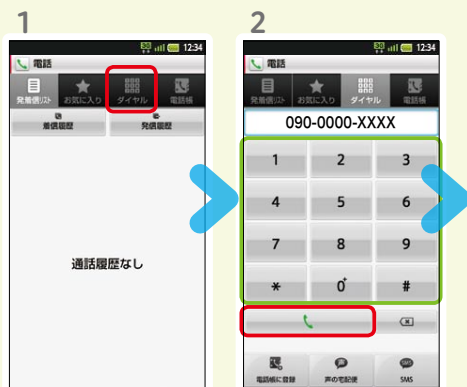 1
3G 12:34
電話
発着信リスト お気に入り ダイヤル 電話帳
着信履歴 発信履歴
通話履歴なし
2
3G 12:34
電話
発着信リスト お気に入り ダイヤル 電話帳
090-0000-XXXX
1 2 3
4 5 6
7 8 9
* 0+ #
電話帳に登録 声の宅配便 SMS